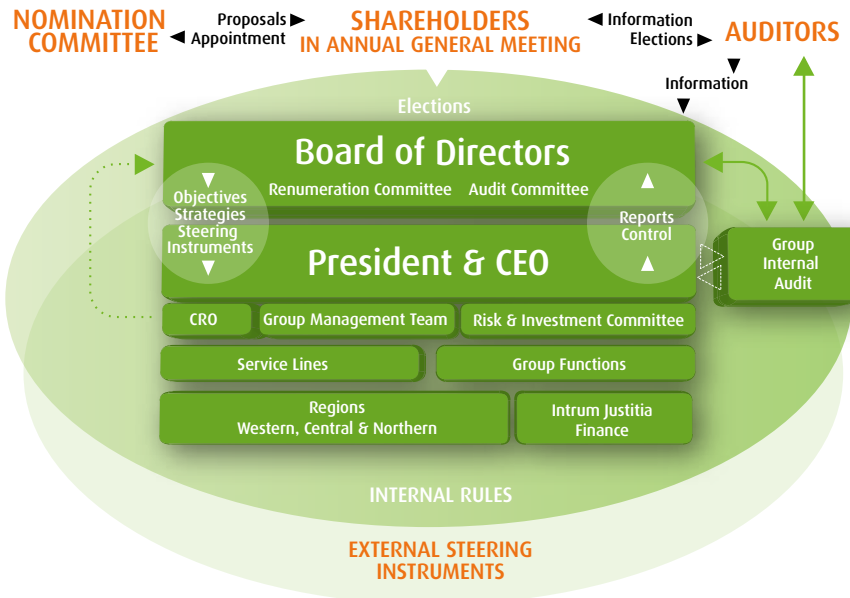 NOMINATION
COMMITTEE
Proposals
Appointment
SHAREHOLDERS
IN ANNUAL GENERAL MEETING
Information
Elections
AUDITORS
Information
Elections
Board of Directors
Renumeration Committee Audit Committee
Objectives
Strategies
Steering
Instruments
Reports
Control
President & CEO
Group
Internal
Audit
CRO
Group Management Team
Risk & Investment Committee
Service Lines
Group Functions
Regions
Western, Central & Northern
Intrum Justitia
Finance
INTERNAL RULES
EXTERNAL STEERING
INSTRUMENTS